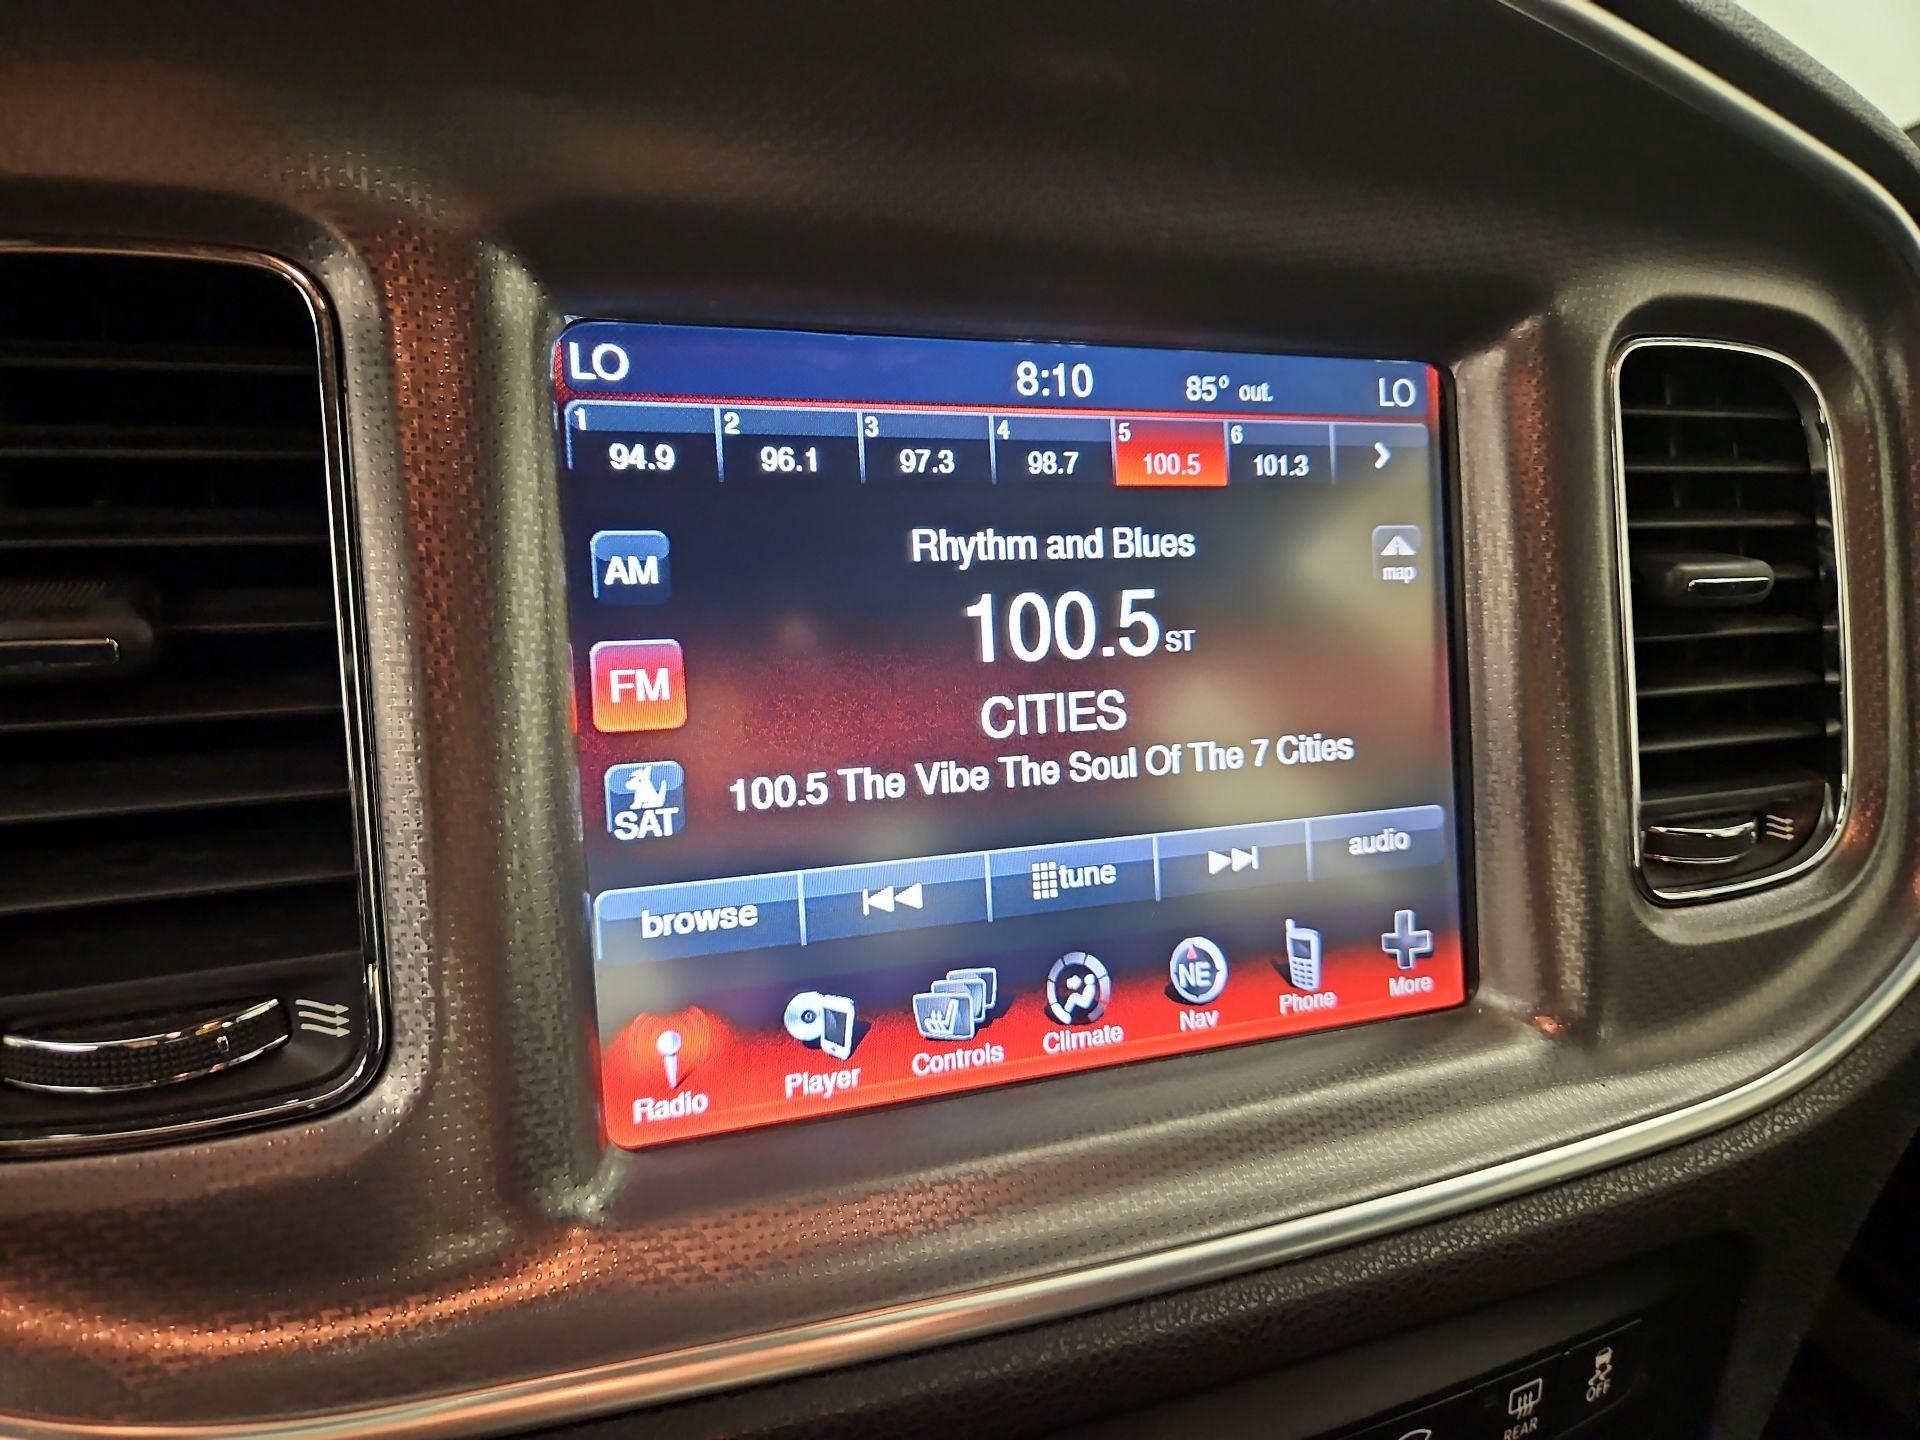 LO 8:10 85° out. LO
1 2 3 4 5 6
94.9 96.1 97.3 98.7 100.5 101.3
Rhythm and Blues
AM
map
100.5 ST
FM
CITIES
100.5 The Vibe The Soul Of The 7 Cities
SAT
browse tune audio
NE
Radio Player Controls Climate Nav Phone More
REAR
OFF